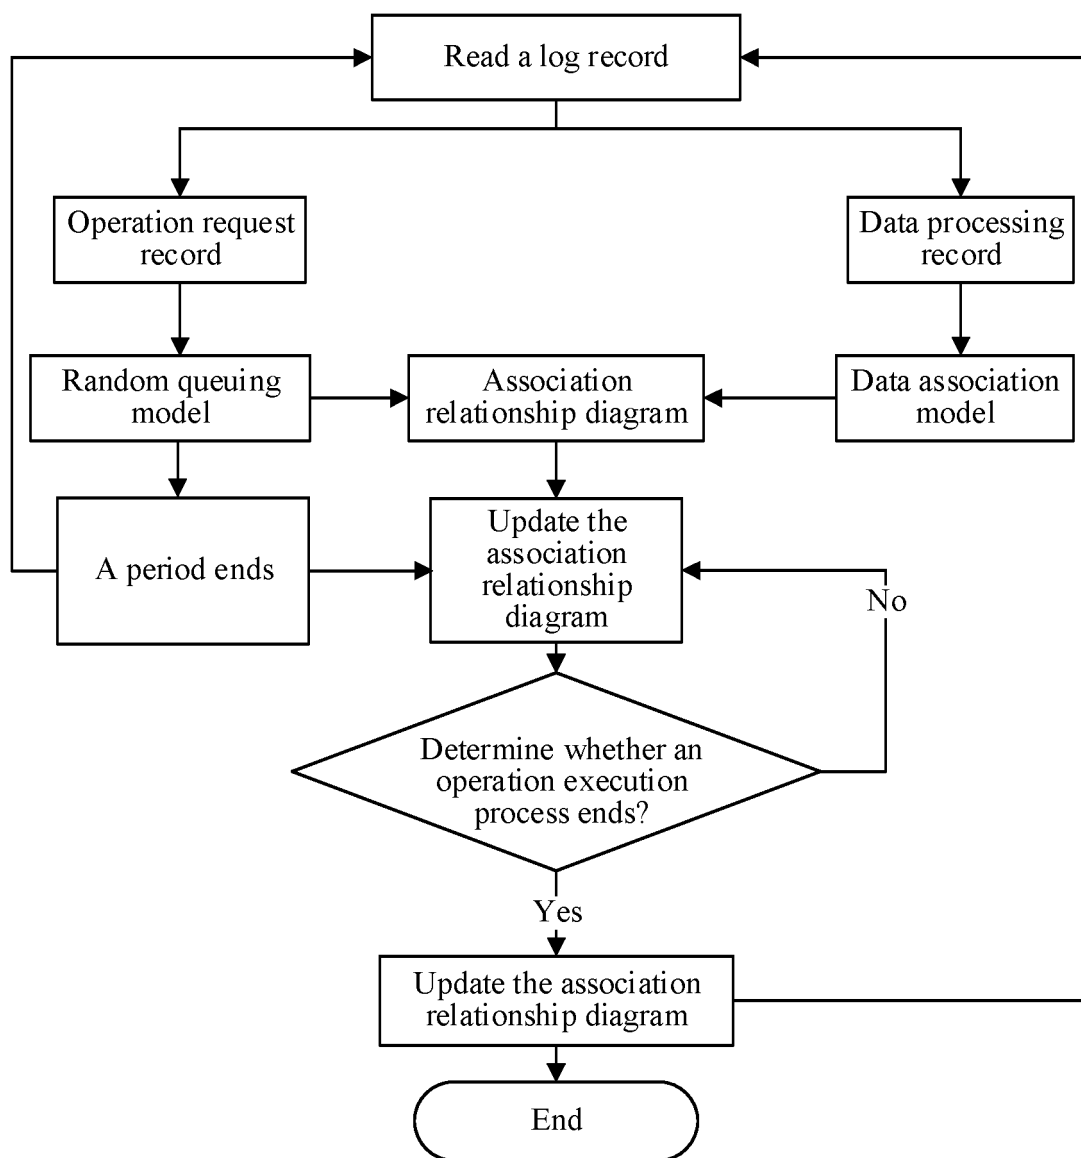 Read a log record
Operation request
record
Data processing
record
Random queuing
model
Association
relationship diagram
Data association
model
A period ends
Update the
association
relationship
diagram
No
Determine whether an
operation execution
process ends?
Yes
Update the association
relationship diagram
End